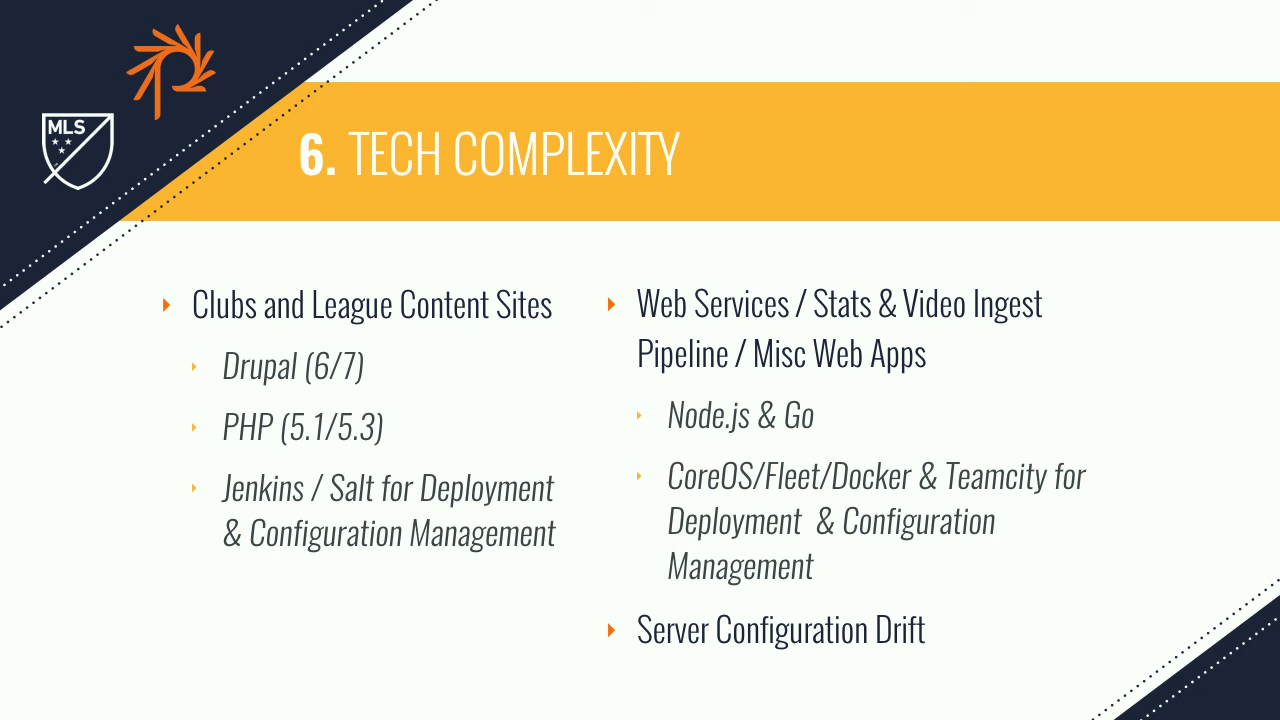 MLS
6. TECH COMPLEXITY
Clubs and League Content Sites
Drupal (6/7)
PHP (5.1/5.3)
Jenkins / Salt for Deployment
& Configuration Management
Web Services / Stats & Video Ingest
Pipeline / Misc Web Apps
Node.js & Go
CoreOS/Fleet/Docker & Teamcity for
Deployment & Configuration
Management
Server Configuration Drift